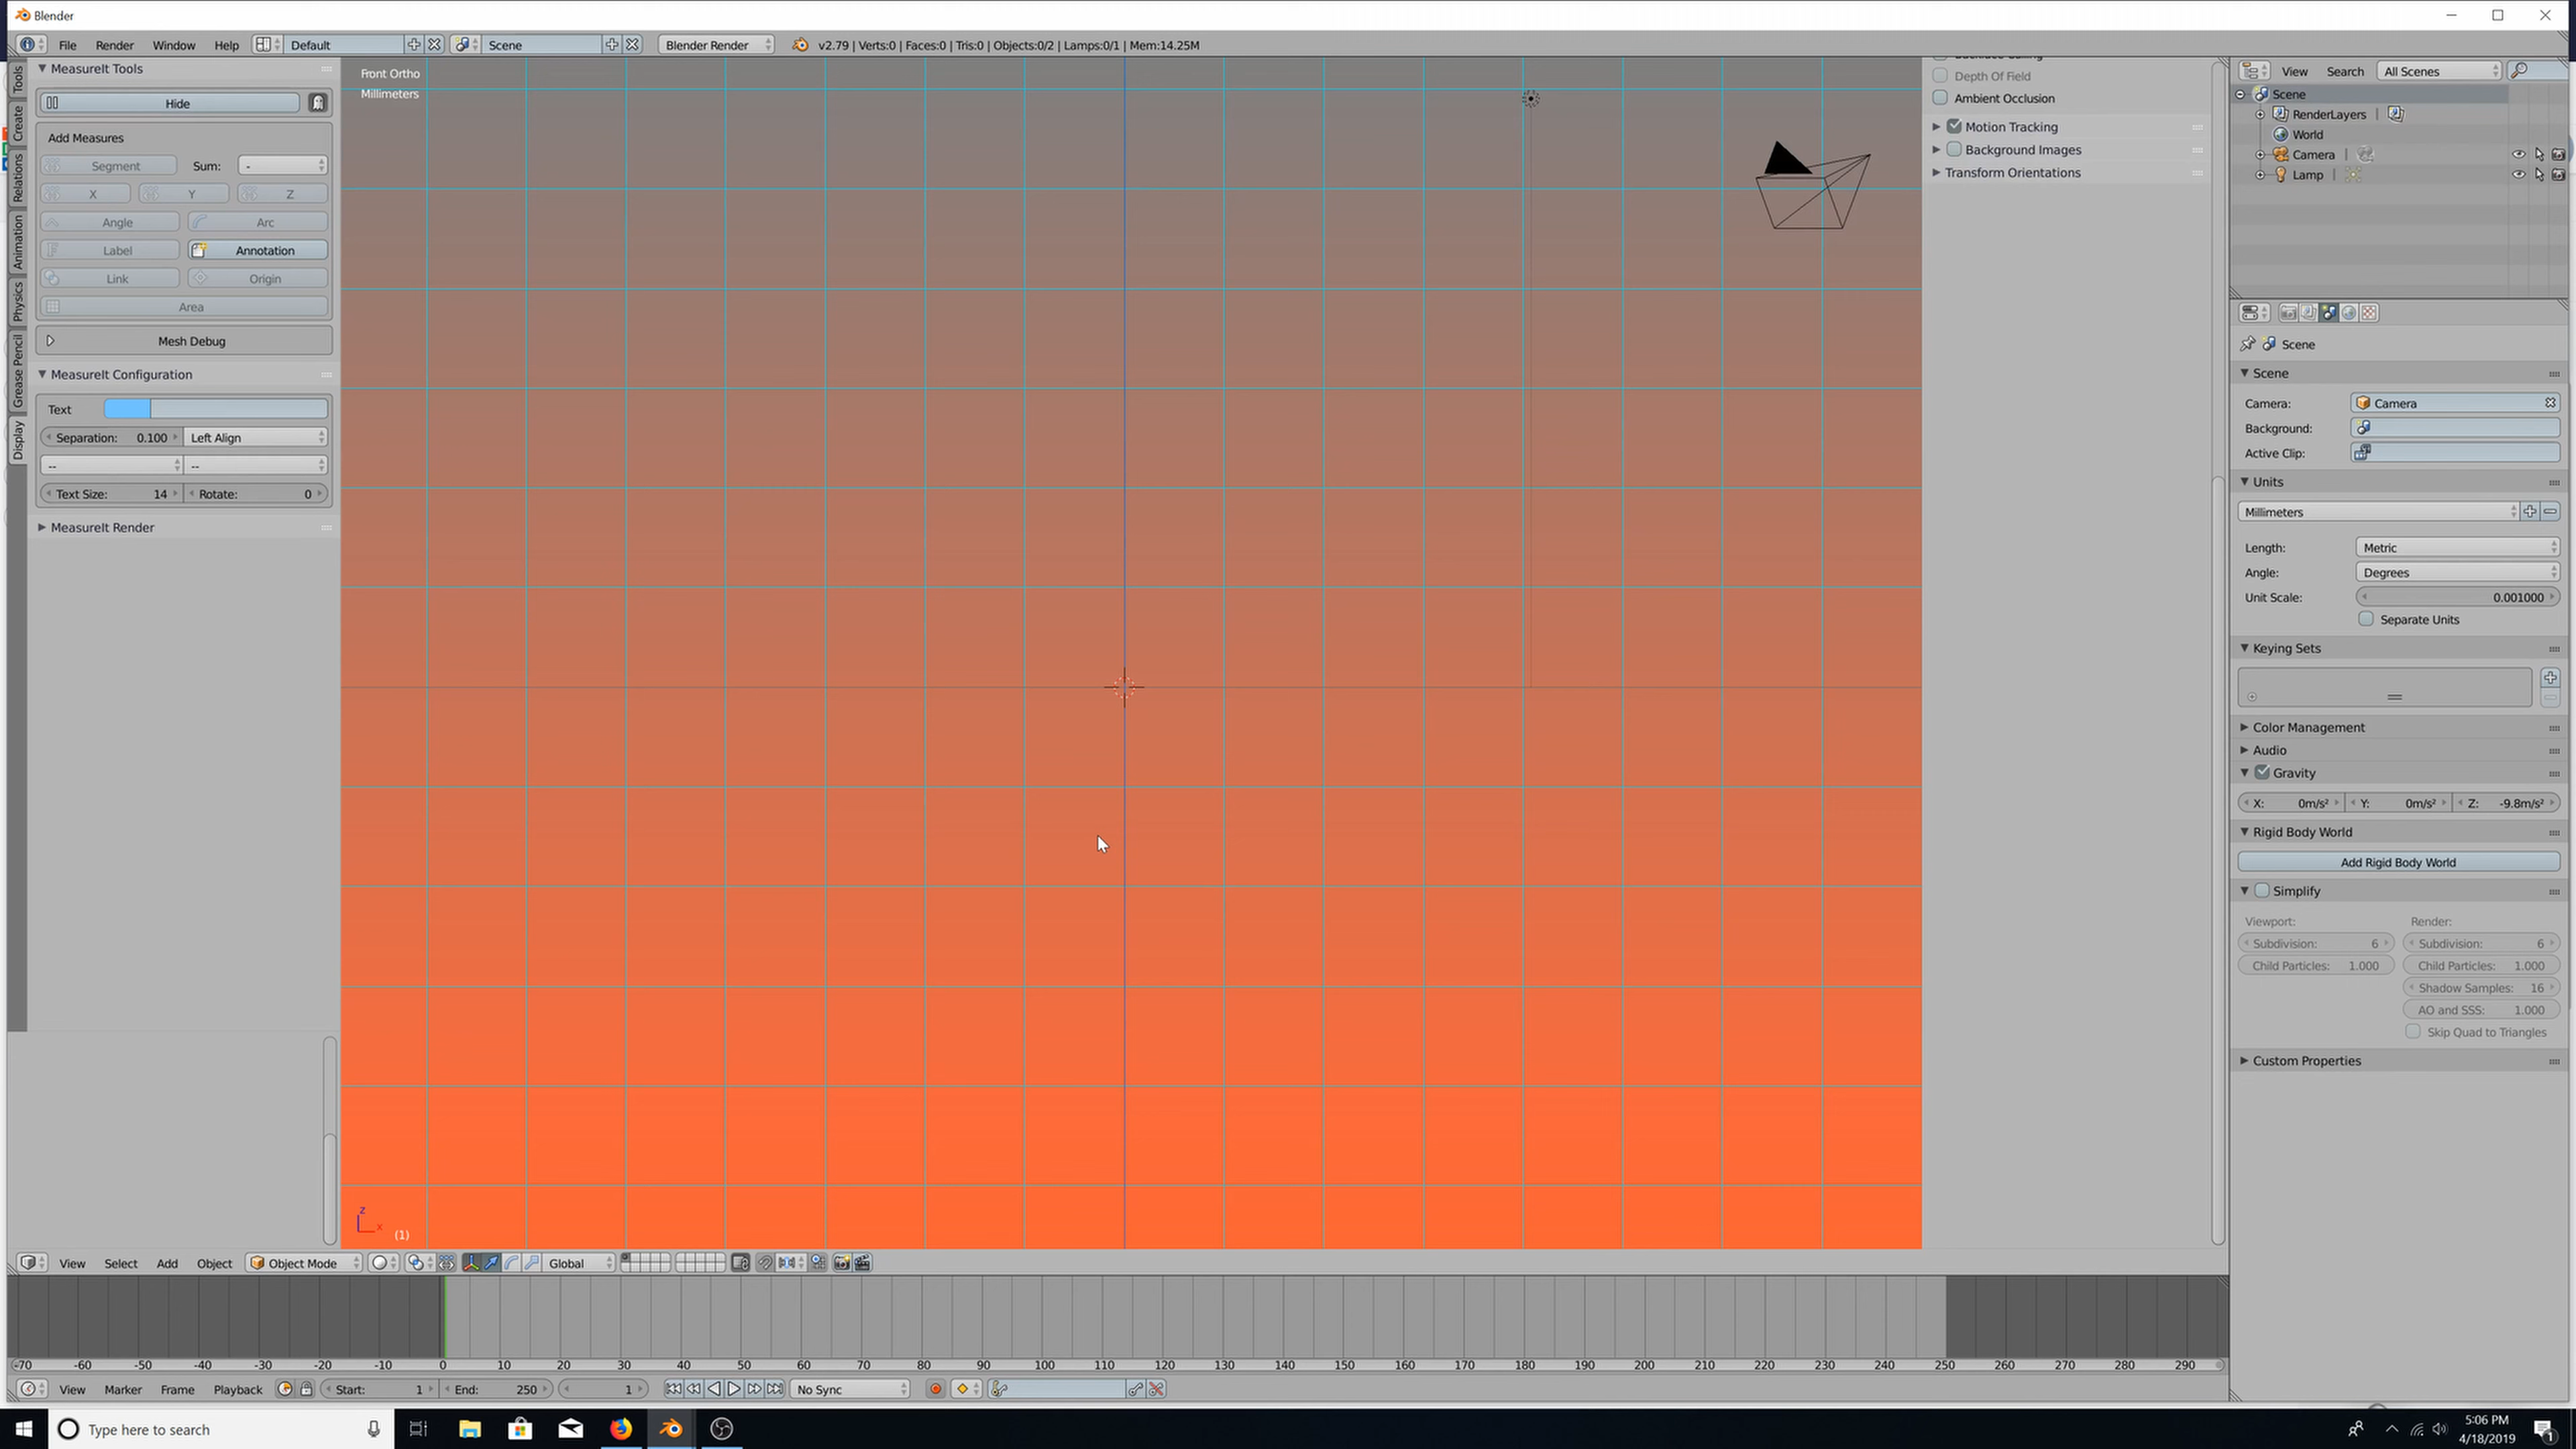 Blender
File Render Window Help Default Scene Blender Render v2.79 | Verts:0 | Faces:0 | Tris:0 | Objects:0/2 | Lamps:0/1 | Mem:14.25M
Tools
Create
Relations
Animation
Physics
Grease Pencil
Display
MeasureIt Tools
Hide
Add Measures
Segment Sum: -
X Y Z
Angle Arc
Label Annotation
Link Origin
Area
Mesh Debug
MeasureIt Configuration
Text
Separation: 0.100 Left Align
-- --
Text Size: 14 Rotate: 0
MeasureIt Render
Front Ortho
Millimeters
z
x
(1)
Depth Of Field
Ambient Occlusion
Motion Tracking
Background Images
Transform Orientations
View Search All Scenes
Scene
RenderLayers
World
Camera
Lamp
Scene
Scene
Camera: Camera
Background:
Active Clip:
Units
Millimeters
Length: Metric
Angle: Degrees
Unit Scale: 0.001000
Separate Units
Keying Sets
Color Management
Audio
Gravity
X: 0m/s² Y: 0m/s² Z: -9.8m/s²
Rigid Body World
Add Rigid Body World
Simplify
Viewport: Render:
Subdivision: 6 Subdivision: 6
Child Particles: 1.000 Child Particles: 1.000
Shadow Samples: 16
AO and SSS: 1.000
Skip Quad to Triangles
Custom Properties
View Select Add Object Object Mode Global
-70 -60 -50 -40 -30 -20 -10 0 10 20 30 40 50 60 70 80 90 100 110 120 130 140 150 160 170 180 190 200 210 220 230 240 250 260 270 280 290
View Marker Frame Playback Start: 1 End: 250 1 No Sync
Type here to search
5:06 PM
4/18/2019
1